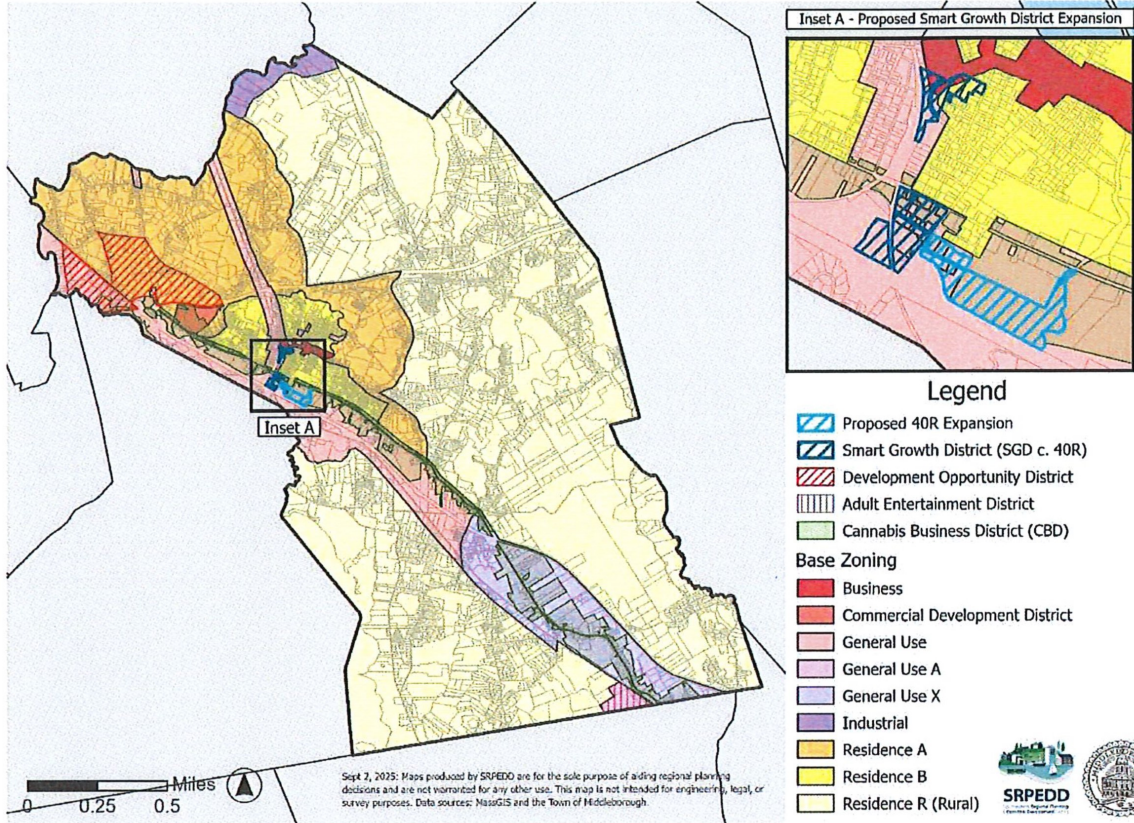 Inset A - Proposed Smart Growth District Expansion
Inset A
Legend
Proposed 40R Expansion
Smart Growth District (SGD c. 40R)
Development Opportunity District
Adult Entertainment District
Cannabis Business District (CBD)
Base Zoning
Business
Commercial Development District
General Use
General Use A
General Use X
Industrial
Residence A
Residence B
Residence R (Rural)
Miles
0 0.25 0.5
Sept 2, 2025: Maps produced by SRPEDD are for the sole purpose of aiding regional planning
decisions and are not warranted for any other use. This map is not intended for engineering, legal, or
survey purposes. Data sources: MassGIS and the Town of Middleborough.
SRPEDD